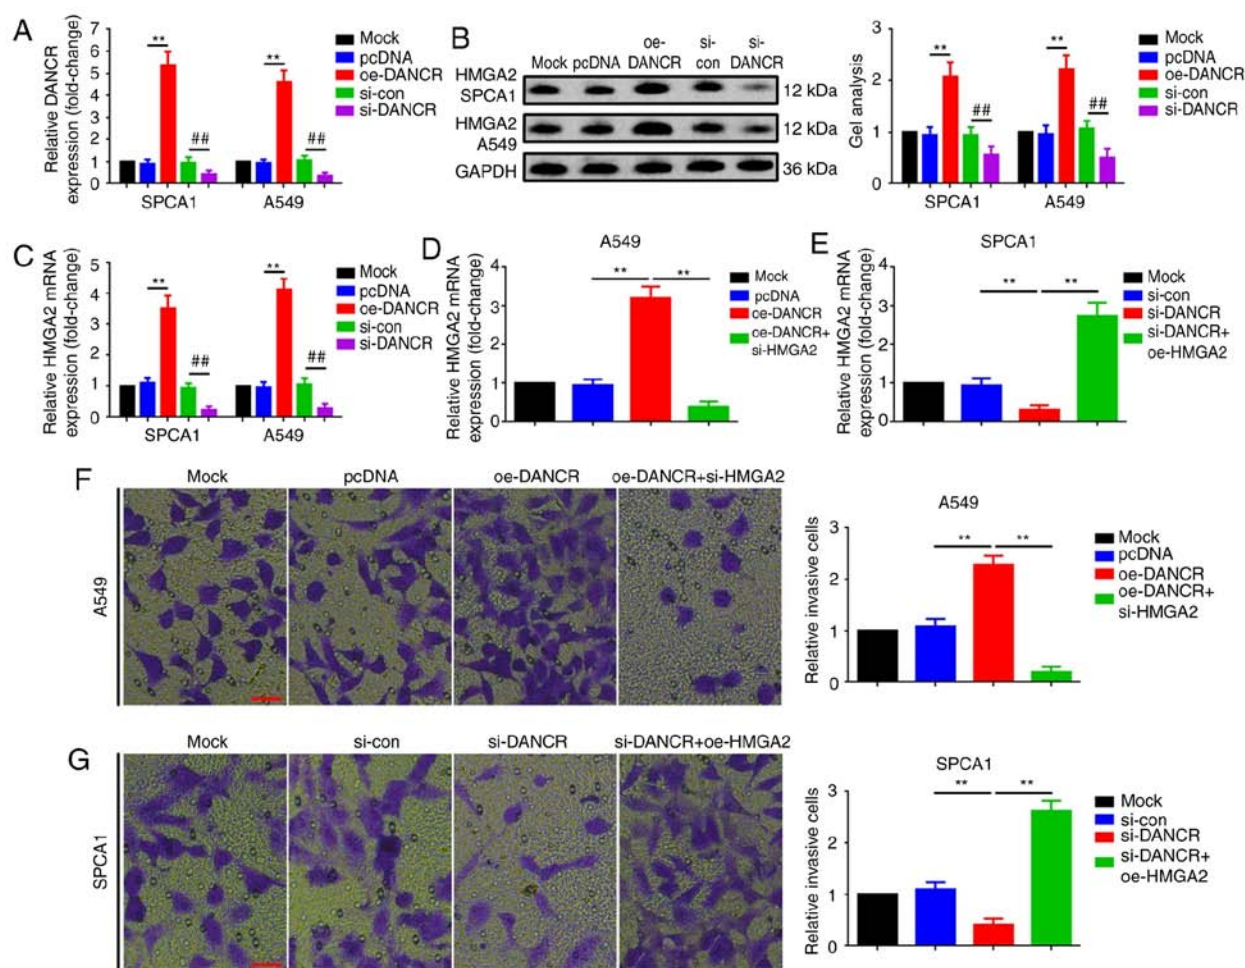 A
Relative DANCR
expression (fold-change)
7
6
5
4
3
2
1
0
**
##
**
##
SPCA1
A549
Mock
pcDNA
oe-DANCR
si-con
si-DANCR
B
Mock
pcDNA
oe-
DANCR
si-
con
si-
DANCR
HMGA2
SPCA1
12 kDa
HMGA2
A549
12 kDa
GAPDH
36 kDa
Gel analysis
3
2
1
0
**
##
**
##
SPCA1
A549
Mock
pcDNA
oe-DANCR
si-con
si-DANCR
C
Relative HMGA2 mRNA
expression (fold-change)
5
4
3
2
1
0
**
##
**
##
SPCA1
A549
Mock
pcDNA
oe-DANCR
si-con
si-DANCR
D
A549
Relative HMGA2 mRNA
expression (fold-change)
4
3
2
1
0
**
**
Mock
pcDNA
oe-DANCR
oe-DANCR+
si-HMGA2
E
SPCA1
Relative HMGA2 mRNA
expression (fold-change)
4
3
2
1
0
**
**
Mock
si-con
si-DANCR
si-DANCR+
oe-HMGA2
F
Mock
pcDNA
oe-DANCR
oe-DANCR+si-HMGA2
A549
A549
Relative invasive cells
3
2
1
0
**
**
Mock
pcDNA
oe-DANCR
oe-DANCR+
si-HMGA2
G
Mock
si-con
si-DANCR
si-DANCR+oe-HMGA2
SPCA1
SPCA1
Relative invasive cells
3
2
1
0
**
**
Mock
si-con
si-DANCR
si-DANCR+
oe-HMGA2